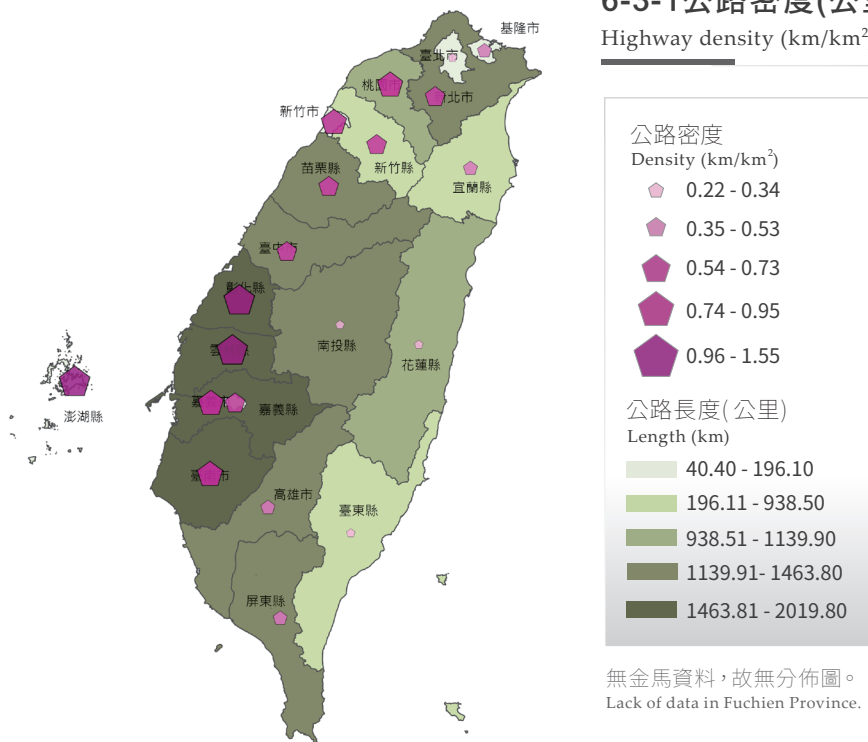 6-3-1公路密度(公里
Highway density (km/km²
基隆市
臺北市
桃園市
新北市
新竹市
新竹縣
宜蘭縣
苗栗縣
臺中市
彰化縣
南投縣
花蓮縣
澎湖縣
嘉義縣
臺南市
高雄市
臺東縣
屏東縣
公路密度
Density (km/km²)
0.22 - 0.34
0.35 - 0.53
0.54 - 0.73
0.74 - 0.95
0.96 - 1.55
公路長度(公里)
Length (km)
40.40 - 196.10
196.11 - 938.50
938.51 - 1139.90
1139.91- 1463.80
1463.81 - 2019.80
無金馬資料，故無分佈圖。
Lack of data in Fuchien Province.